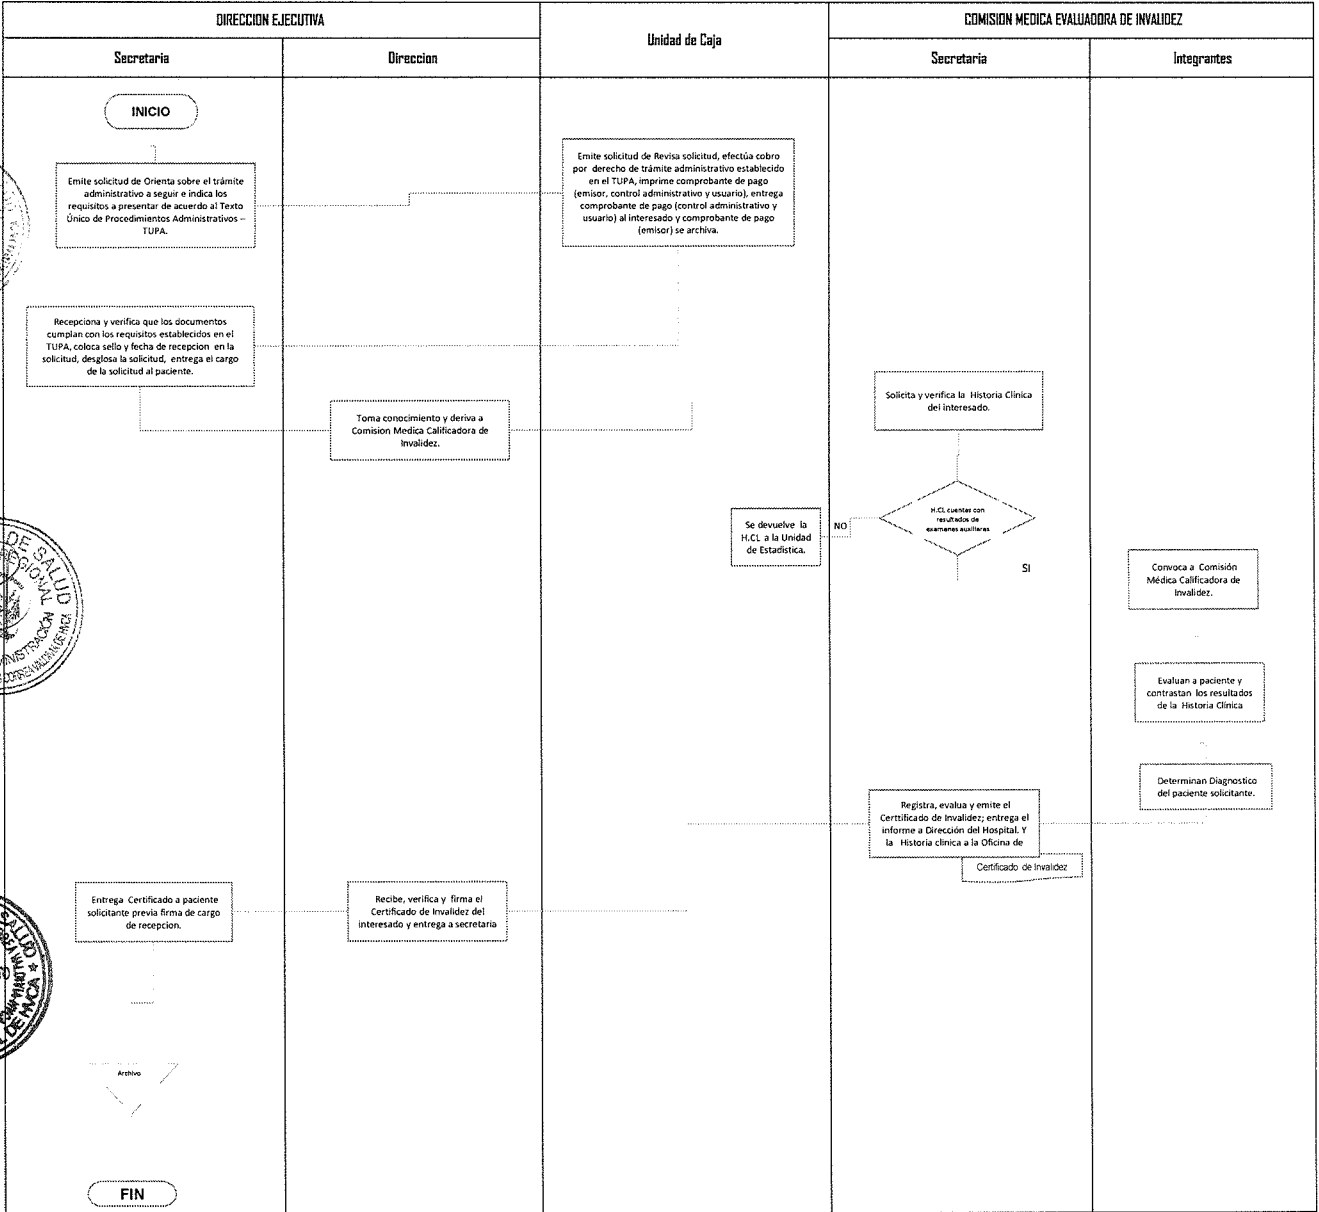 DIRECCION EJECUTIVA
Unidad de Caja
COMISION MEDICA EVALUADORA DE INVALIDEZ
Secretaria
Direccion
Secretaria
Integrantes
INICIO
Emite solicitud de Orienta sobre el trámite
administrativo a seguir e indica los
requisitos a presentar de acuerdo al Texto
Único de Procedimientos Administrativos –
TUPA.
Emite solicitud de Revisa solicitud, efectúa cobro
por derecho de trámite administrativo establecido
en el TUPA, imprime comprobante de pago
(emisor, control administrativo y usuario), entrega
comprobante de pago (control administrativo y
usuario) al interesado y comprobante de pago
(emisor) se archiva.
Recepciona y verifica que los documentos
cumplan con los requisitos establecidos en el
TUPA, coloca sello y fecha de recepcion en la
solicitud, desglosa la solicitud, entrega el cargo
de la solicitud al paciente.
Toma conocimiento y deriva a
Comision Medica Calificadora de
Invalidez.
Solicita y verifica la Historia Clínica
del interesado.
H.CL cuentas con
resultados de
examenes auxiliares
NO
SI
Se devuelve la
H.CL a la Unidad
de Estadistica.
Convoca a Comisión
Médica Calificadora de
Invalidez.
Evaluan a paciente y
contrastan los resultados
de la Historia Clínica
Determinan Diagnostico
del paciente solicitante.
Registra, evalua y emite el
Certtificado de Invalidez; entrega el
informe a Dirección del Hospital. Y
la Historia clinica a la Oficina de
Certificado de Invalidez
Recibe, verifica y firma el
Certificado de Invalidez del
interesado y entrega a secretaria
Entrega Certificado a paciente
solicitante previa firma de cargo
de recepcion.
Archivo
FIN
DE SALUD
REGIONAL